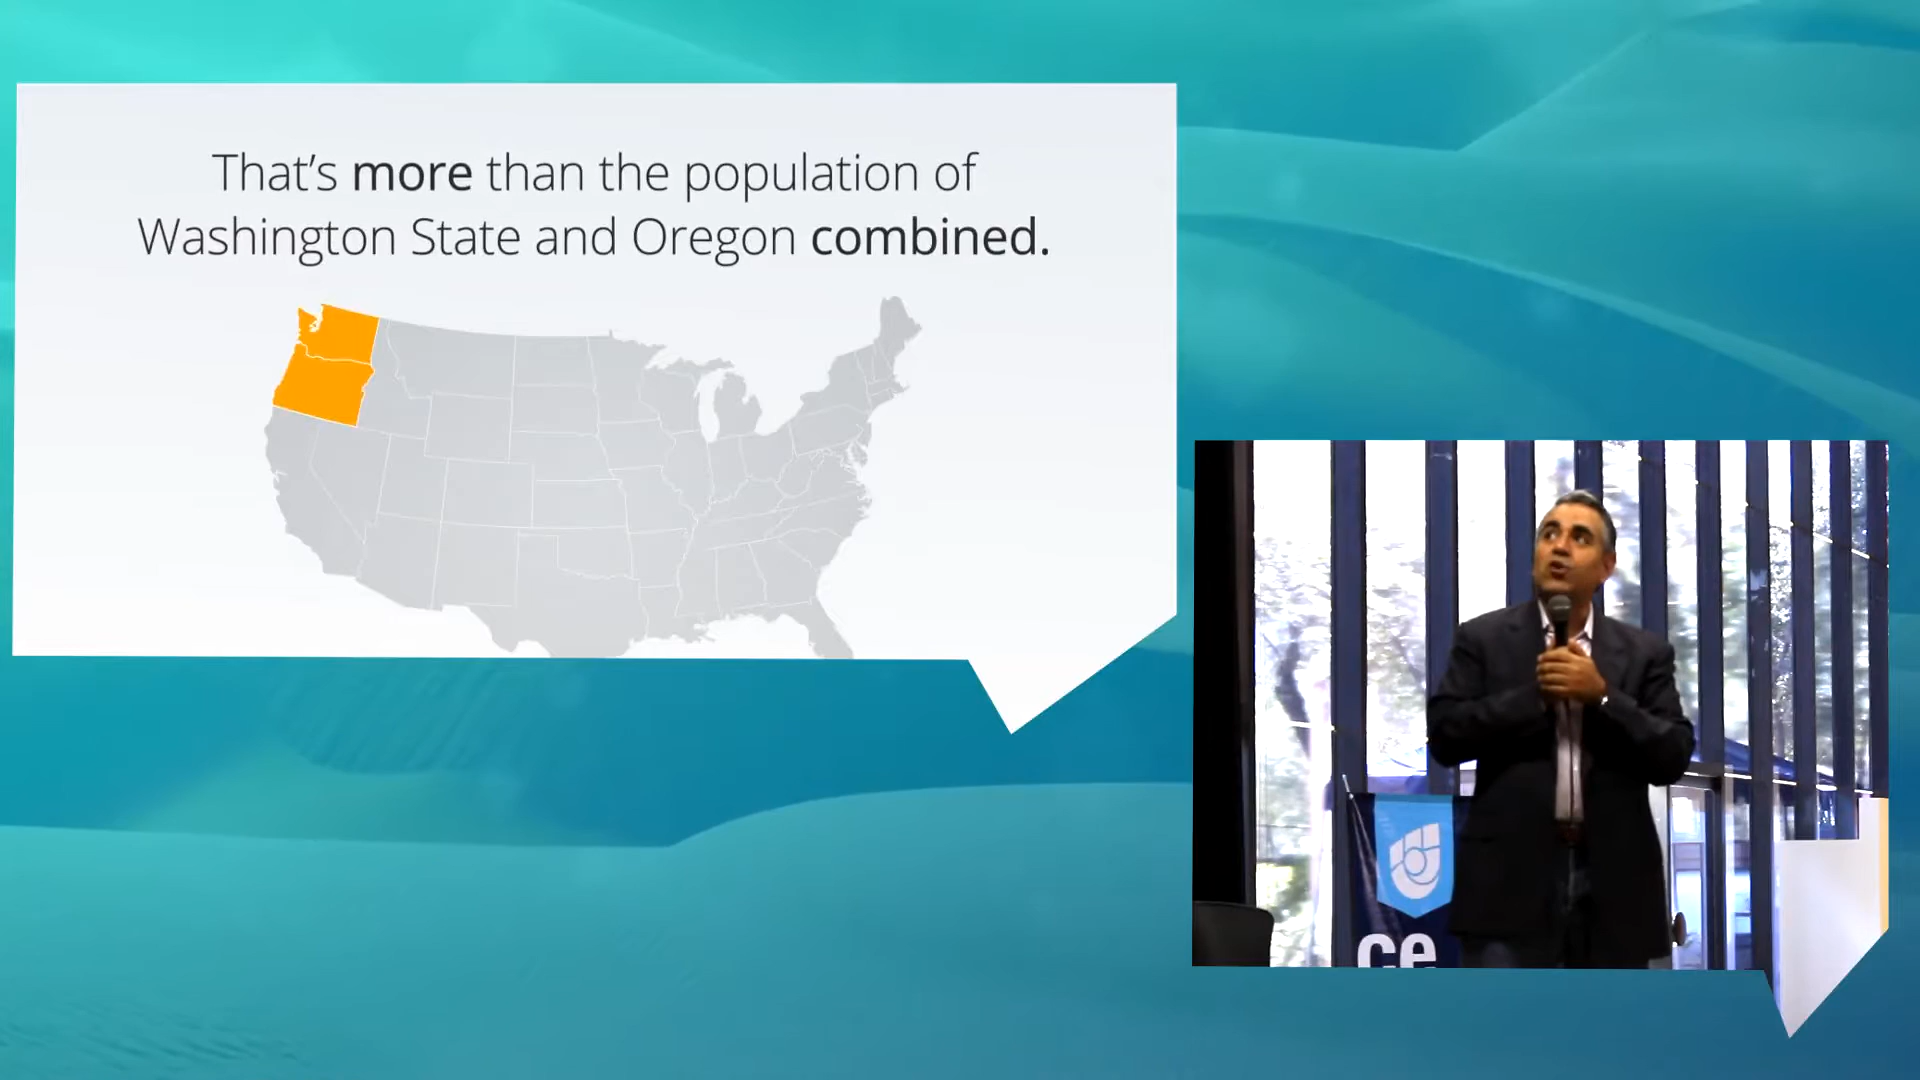 That's more than the population of
Washington State and Oregon combined.
ce